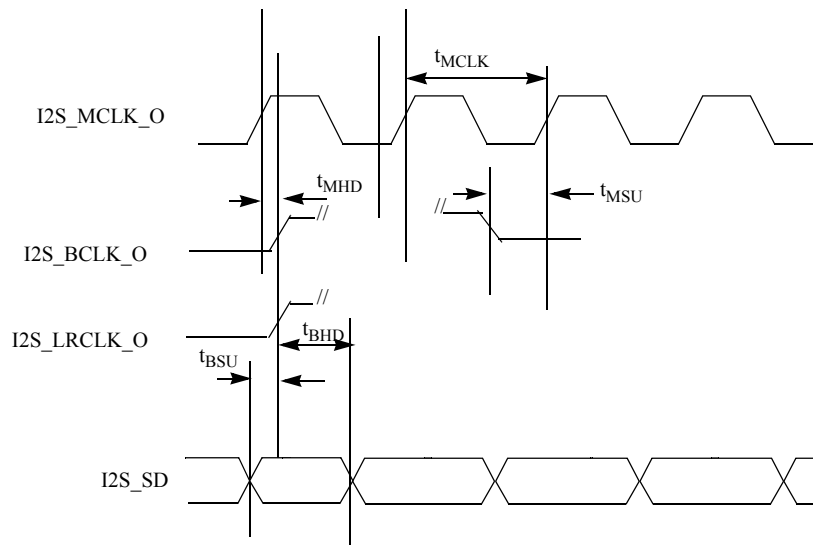 tMCLK
I2S_MCLK_O
tMHD
tMSU
//
//
I2S_BCLK_O
//
I2S_LRCLK_O
tBHD
tBSU
I2S_SD